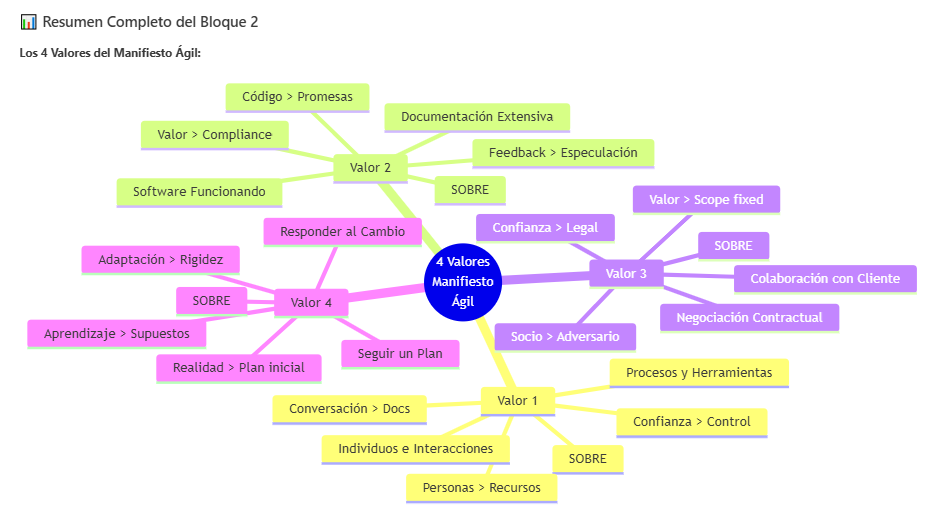 📊 Resumen Completo del Bloque 2
Los 4 Valores del Manifiesto Ágil:
4 Valores
Manifiesto
Ágil
Valor 2
Código > Promesas
Valor > Compliance
Software Funcionando
Documentación Extensiva
Feedback > Especulación
SOBRE
Valor 3
Valor > Scope fixed
Confianza > Legal
SOBRE
Colaboración con Cliente
Negociación Contractual
Socio > Adversario
Valor 4
Responder al Cambio
Adaptación > Rigidez
SOBRE
Aprendizaje > Supuestos
Realidad > Plan inicial
Seguir un Plan
Valor 1
Procesos y Herramientas
Conversación > Docs
Confianza > Control
Individuos e Interacciones
SOBRE
Personas > Recursos